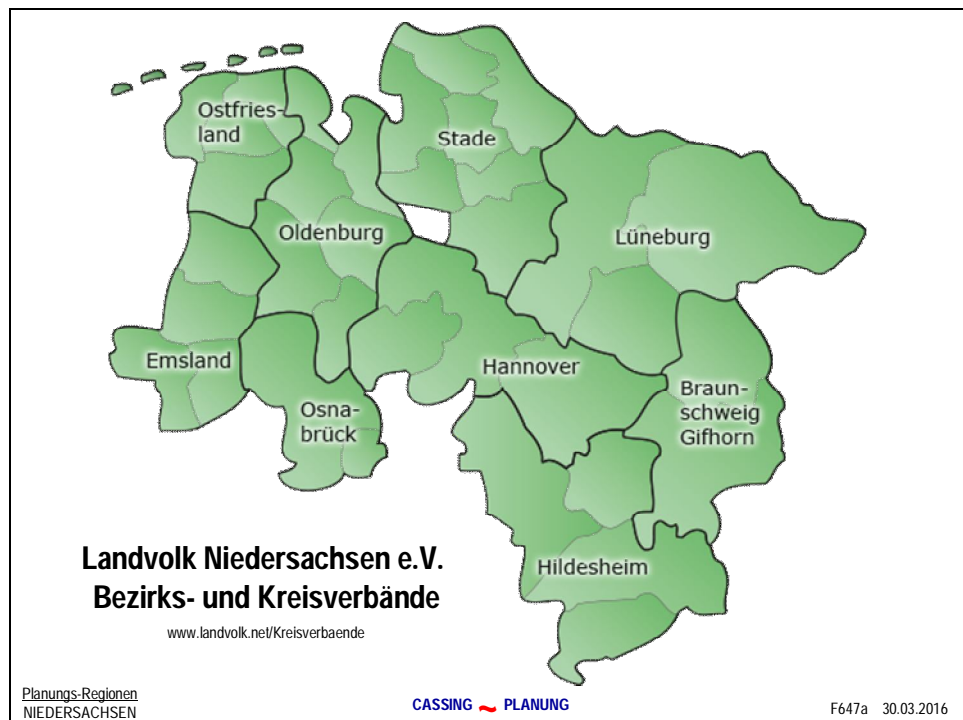 Ostfries-
land
Stade
Oldenburg
Lüneburg
Emsland
Hannover
Osna-
brück
Braun-
schweig
Gifhorn
Hildesheim
Landvolk Niedersachsen e.V.
Bezirks- und Kreisverbände
www.landvolk.net/Kreisverbaende
Planungs-Regionen
NIEDERSACHSEN
CASSING ~ PLANUNG
F647a 30.03.2016